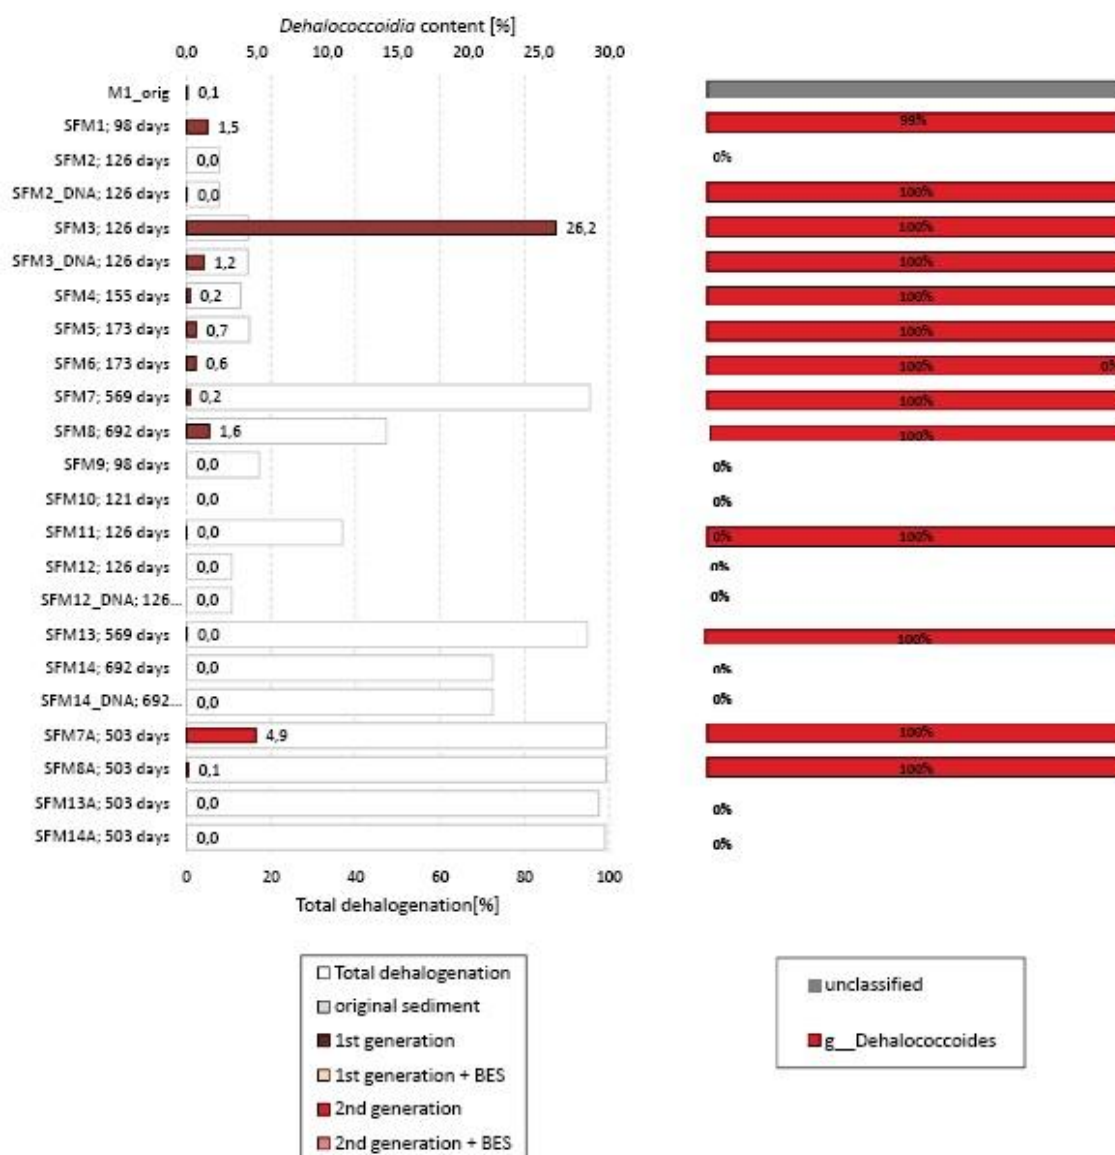 Dehalococcoidia content [%]
0,0 5,0 10,0 15,0 20,0 25,0 30,0
M1_orig 0,1
SFM1; 98 days 1,5 99%
SFM2; 126 days 0,0 0%
SFM2_DNA; 126 days 0,0 100%
SFM3; 126 days 26,2 100%
SFM3_DNA; 126 days 1,2 100%
SFM4; 155 days 0,2 100%
SFM5; 173 days 0,7 100%
SFM6; 173 days 0,6 100% 0%
SFM7; 569 days 0,2 100%
SFM8; 692 days 1,6 100%
SFM9; 98 days 0,0 0%
SFM10; 121 days 0,0 0%
SFM11; 126 days 0,0 0% 100%
SFM12; 126 days 0,0 0%
SFM12_DNA; 126... 0,0 0%
SFM13; 569 days 0,0 100%
SFM14; 692 days 0,0 0%
SFM14_DNA; 692... 0,0 0%
SFM7A; 503 days 4,9 100%
SFM8A; 503 days 0,1 100%
SFM13A; 503 days 0,0 0%
SFM14A; 503 days 0,0 0%
0 20 40 60 80 100
Total dehalogenation[%]
Total dehalogenation
original sediment
1st generation
1st generation + BES
2nd generation
2nd generation + BES
unclassified
g__Dehalococcoides